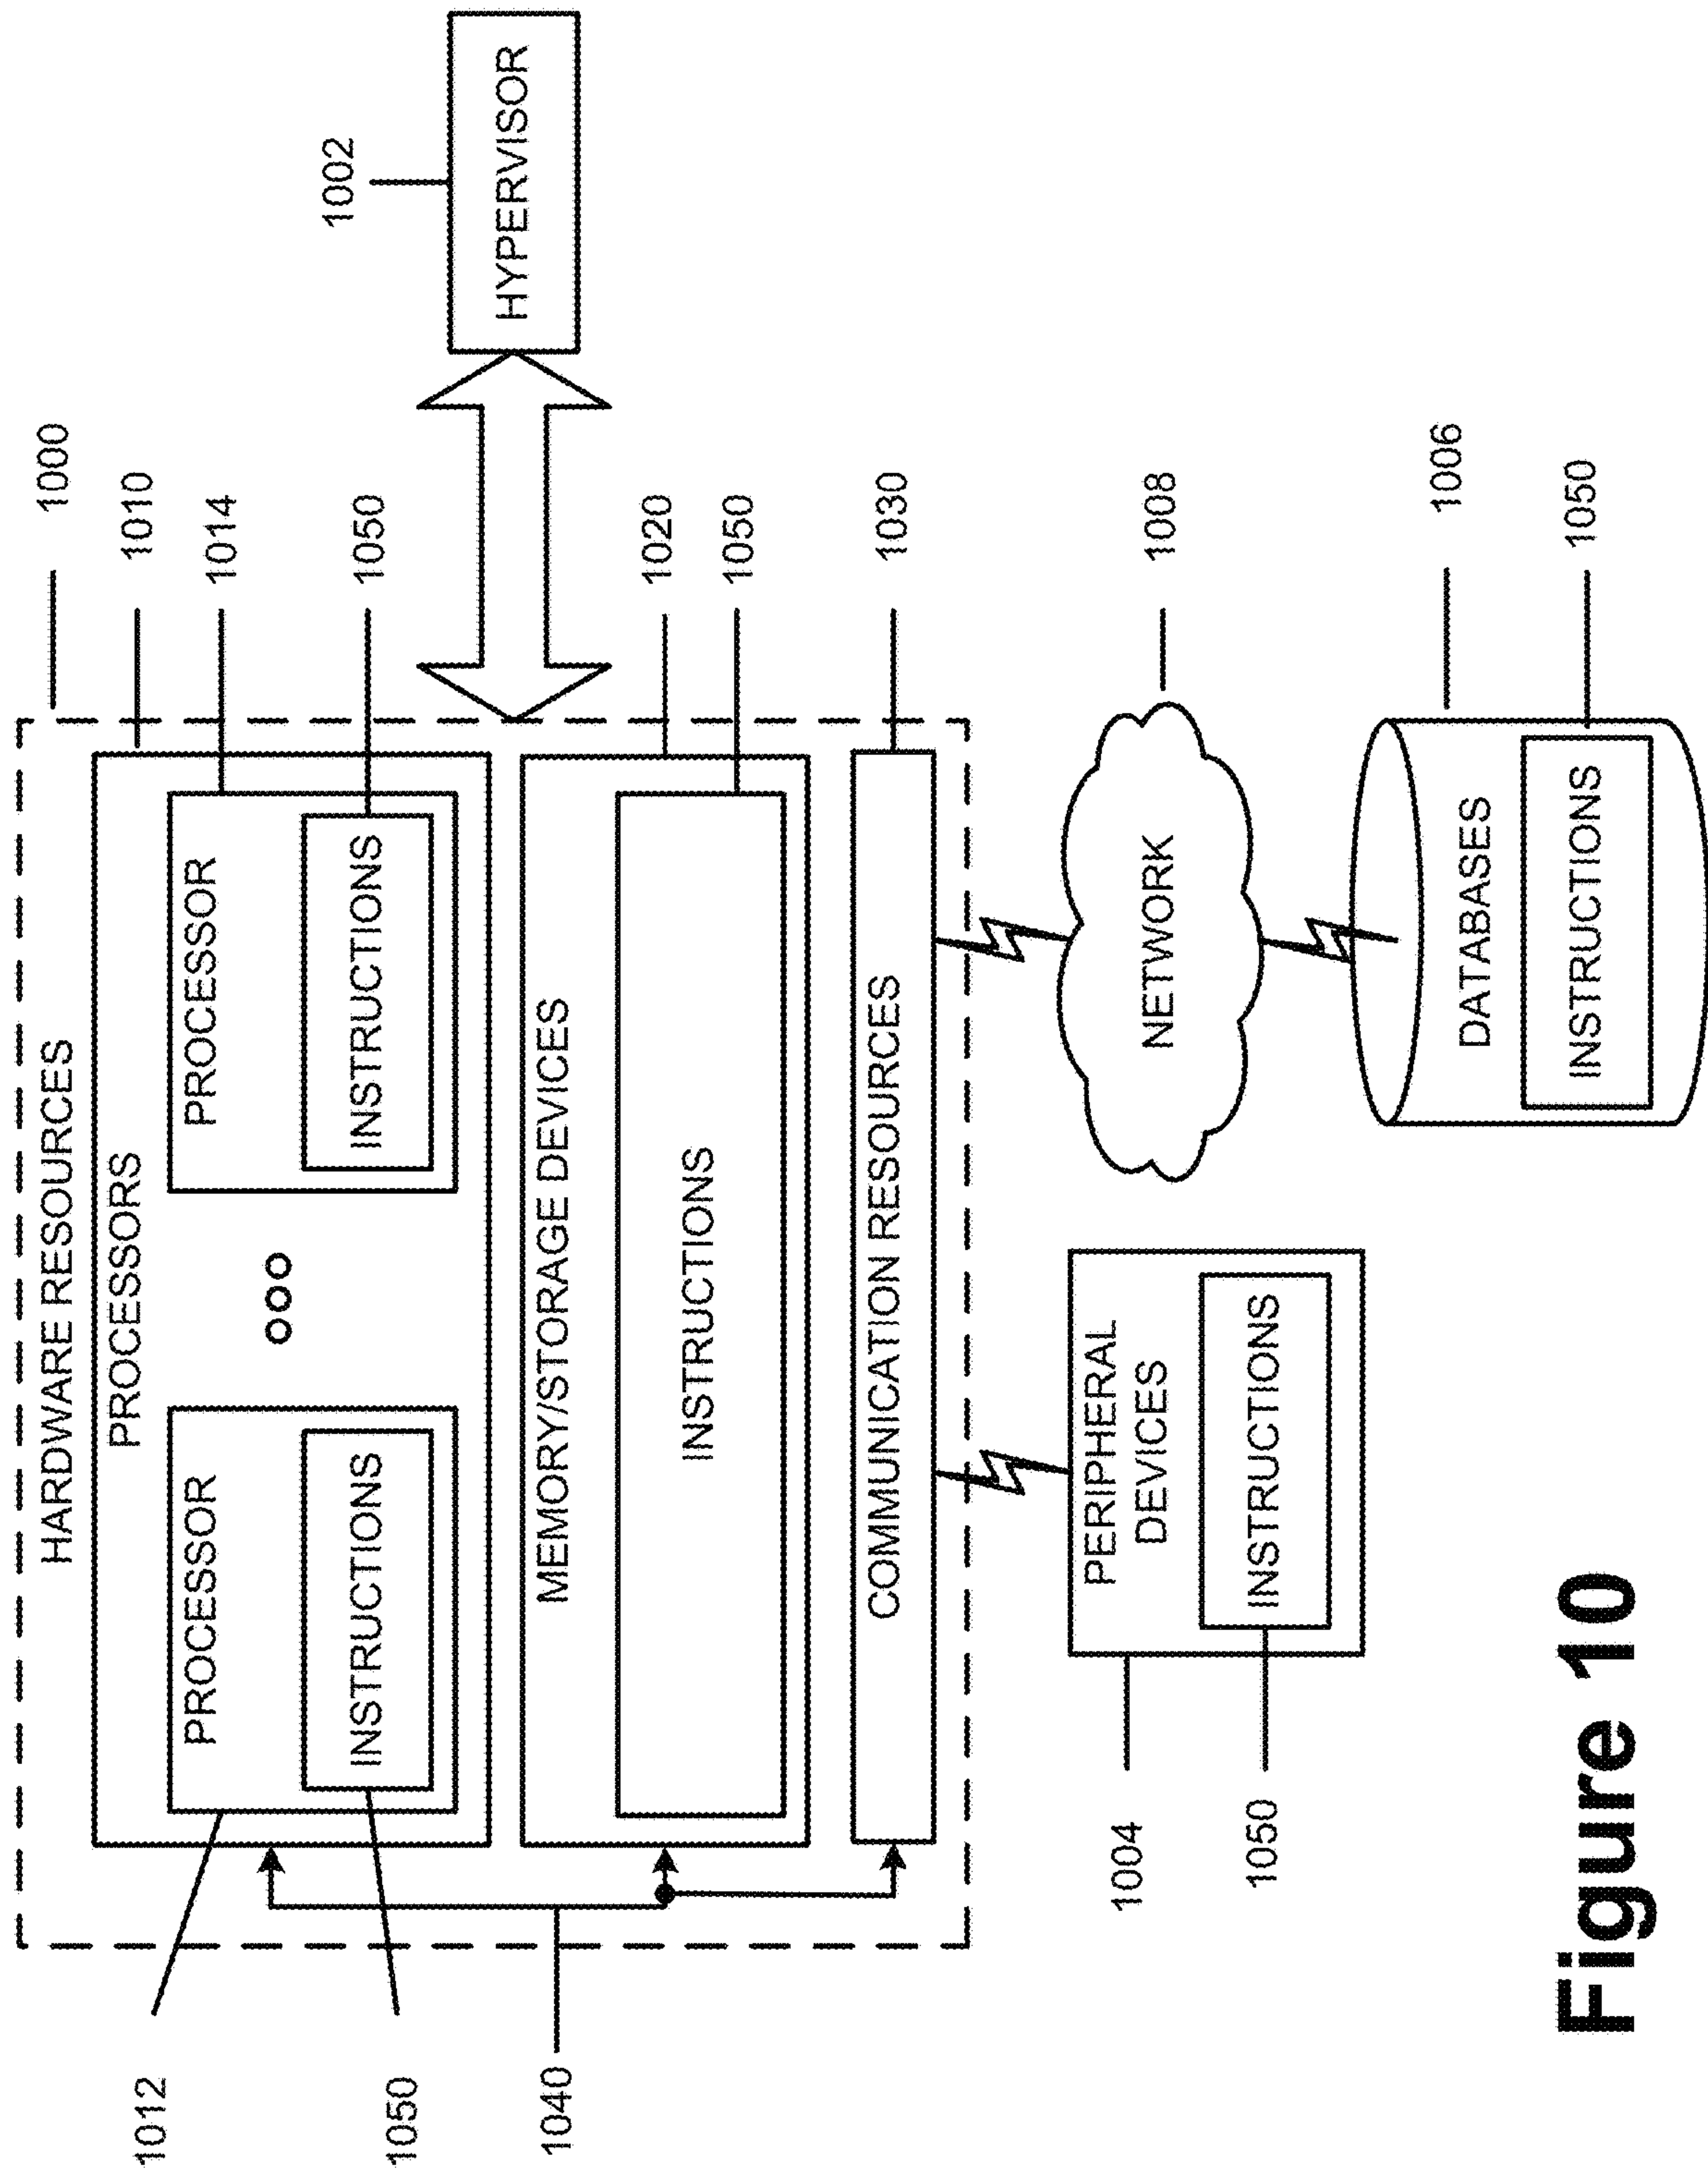 HARDWARE RESOURCES
1000
PROCESSORS
1010
1012
PROCESSOR
PROCESSOR
1014
1050
INSTRUCTIONS
INSTRUCTIONS
1050
1002
HYPERVISOR
1040
MEMORY/STORAGE DEVICES
1020
INSTRUCTIONS
1050
COMMUNICATION RESOURCES
1030
1004
PERIPHERAL
DEVICES
NETWORK
1008
1050
INSTRUCTIONS
DATABASES
1006
INSTRUCTIONS
1050
Figure 10